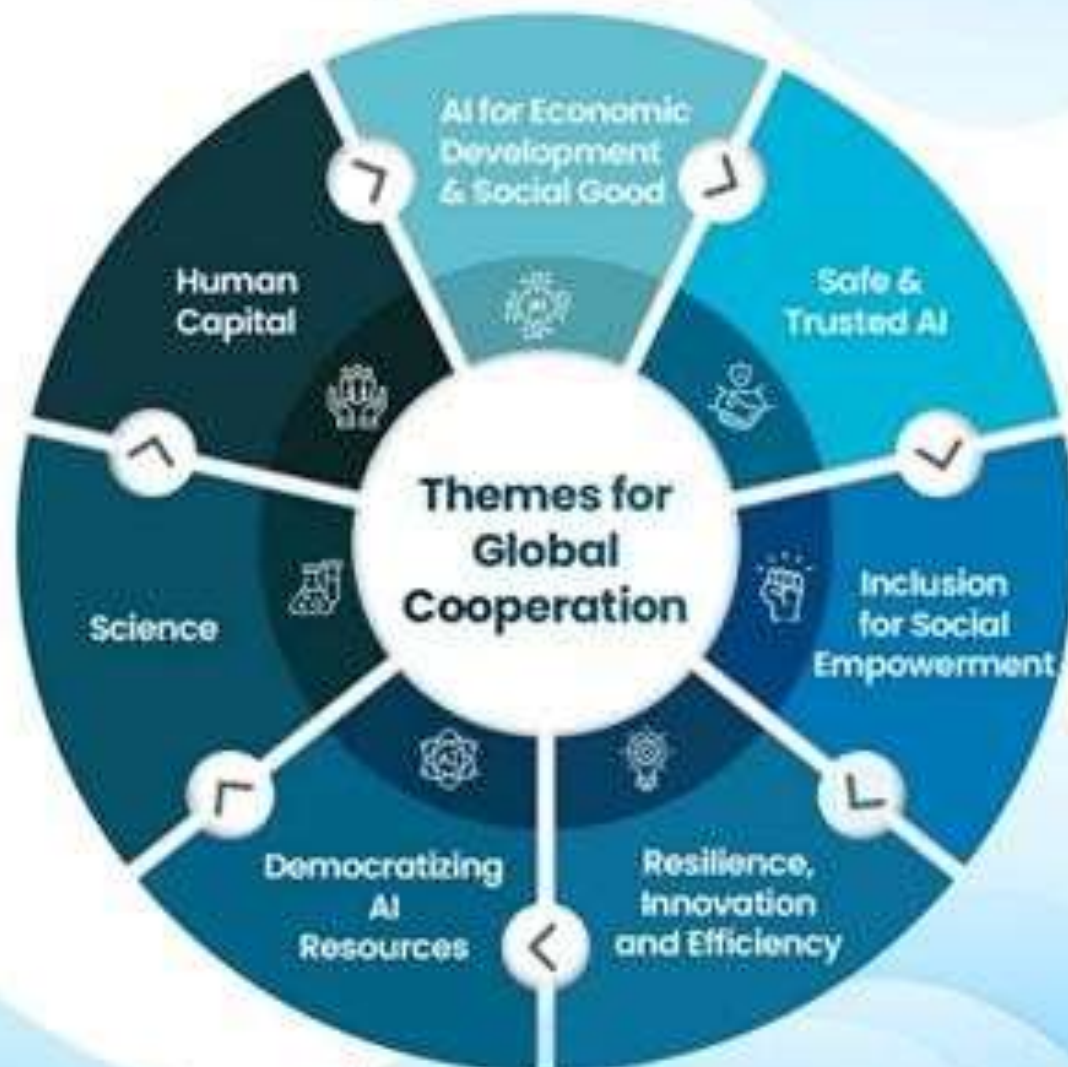 AI for Economic
Development
& Social Good
Safe &
Trusted AI
Inclusion
for Social
Empowerment
Resilience,
Innovation
and Efficiency
Democratizing
AI
Resources
Science
Human
Capital
Themes for
Global
Cooperation